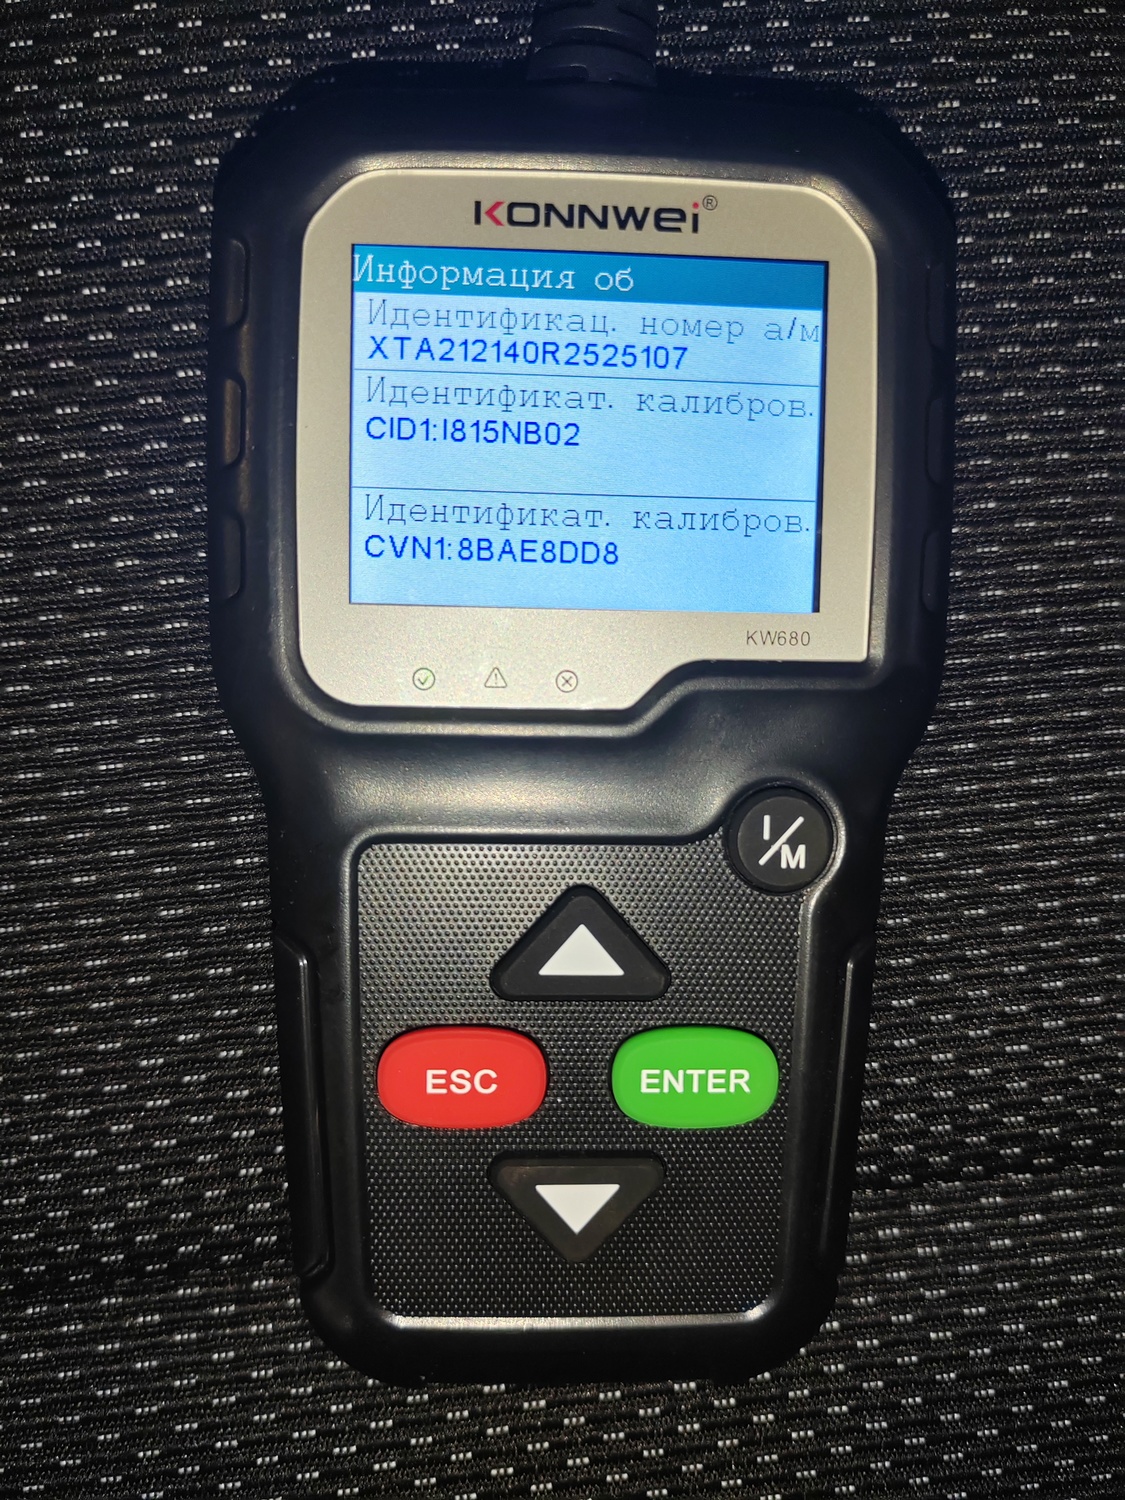 KONNWEI®
Информация об
Идентификац. номер а/м
XTA212140R2525107
Идентификат. калибров.
CID1:I815NB02
Идентификат. калибров.
CVN1:8BAE8DD8
KW680
I/M
ESC
ENTER